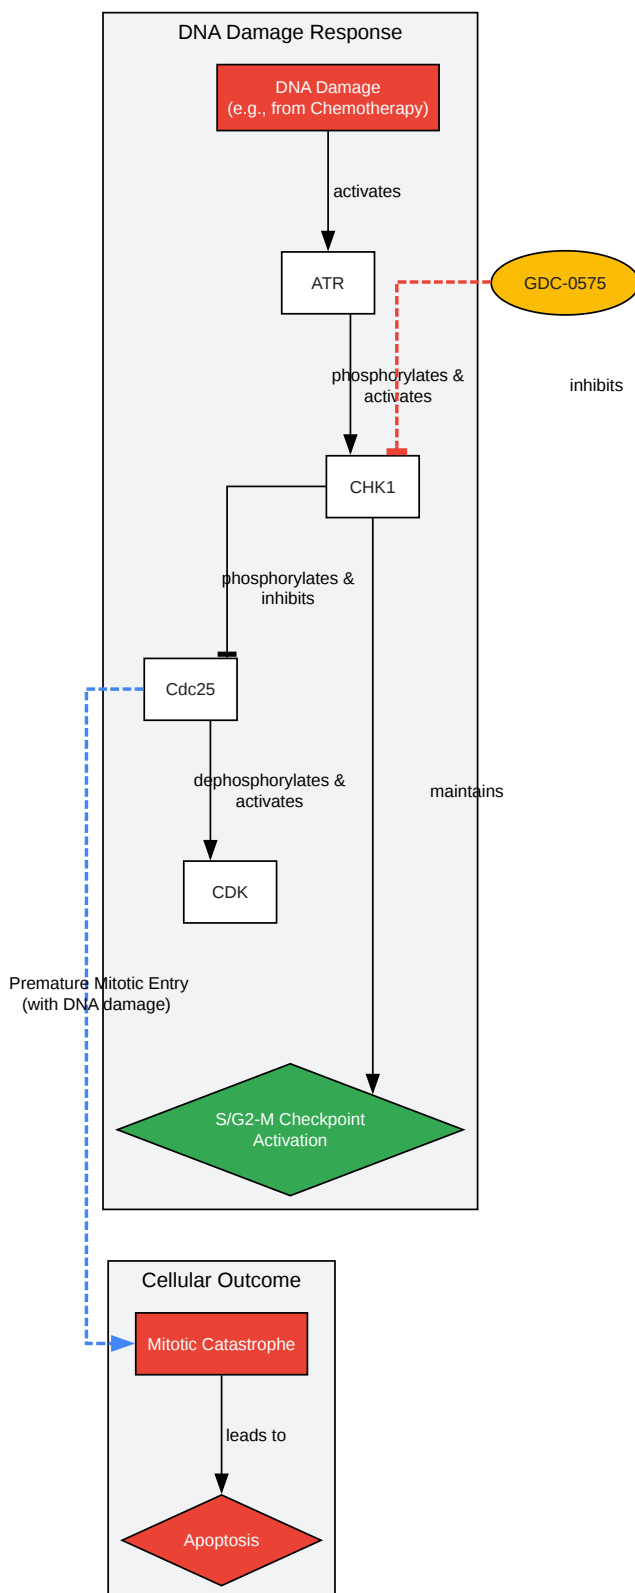 DNA Damage Response
DNA Damage
(e.g., from Chemotherapy)
activates
ATR
GDC-0575
phosphorylates &
activates
inhibits
CHK1
phosphorylates &
inhibits
Cdc25
dephosphorylates &
activates
maintains
CDK
Premature Mitotic Entry
(with DNA damage)
S/G2-M Checkpoint
Activation
Cellular Outcome
Mitotic Catastrophe
leads to
Apoptosis